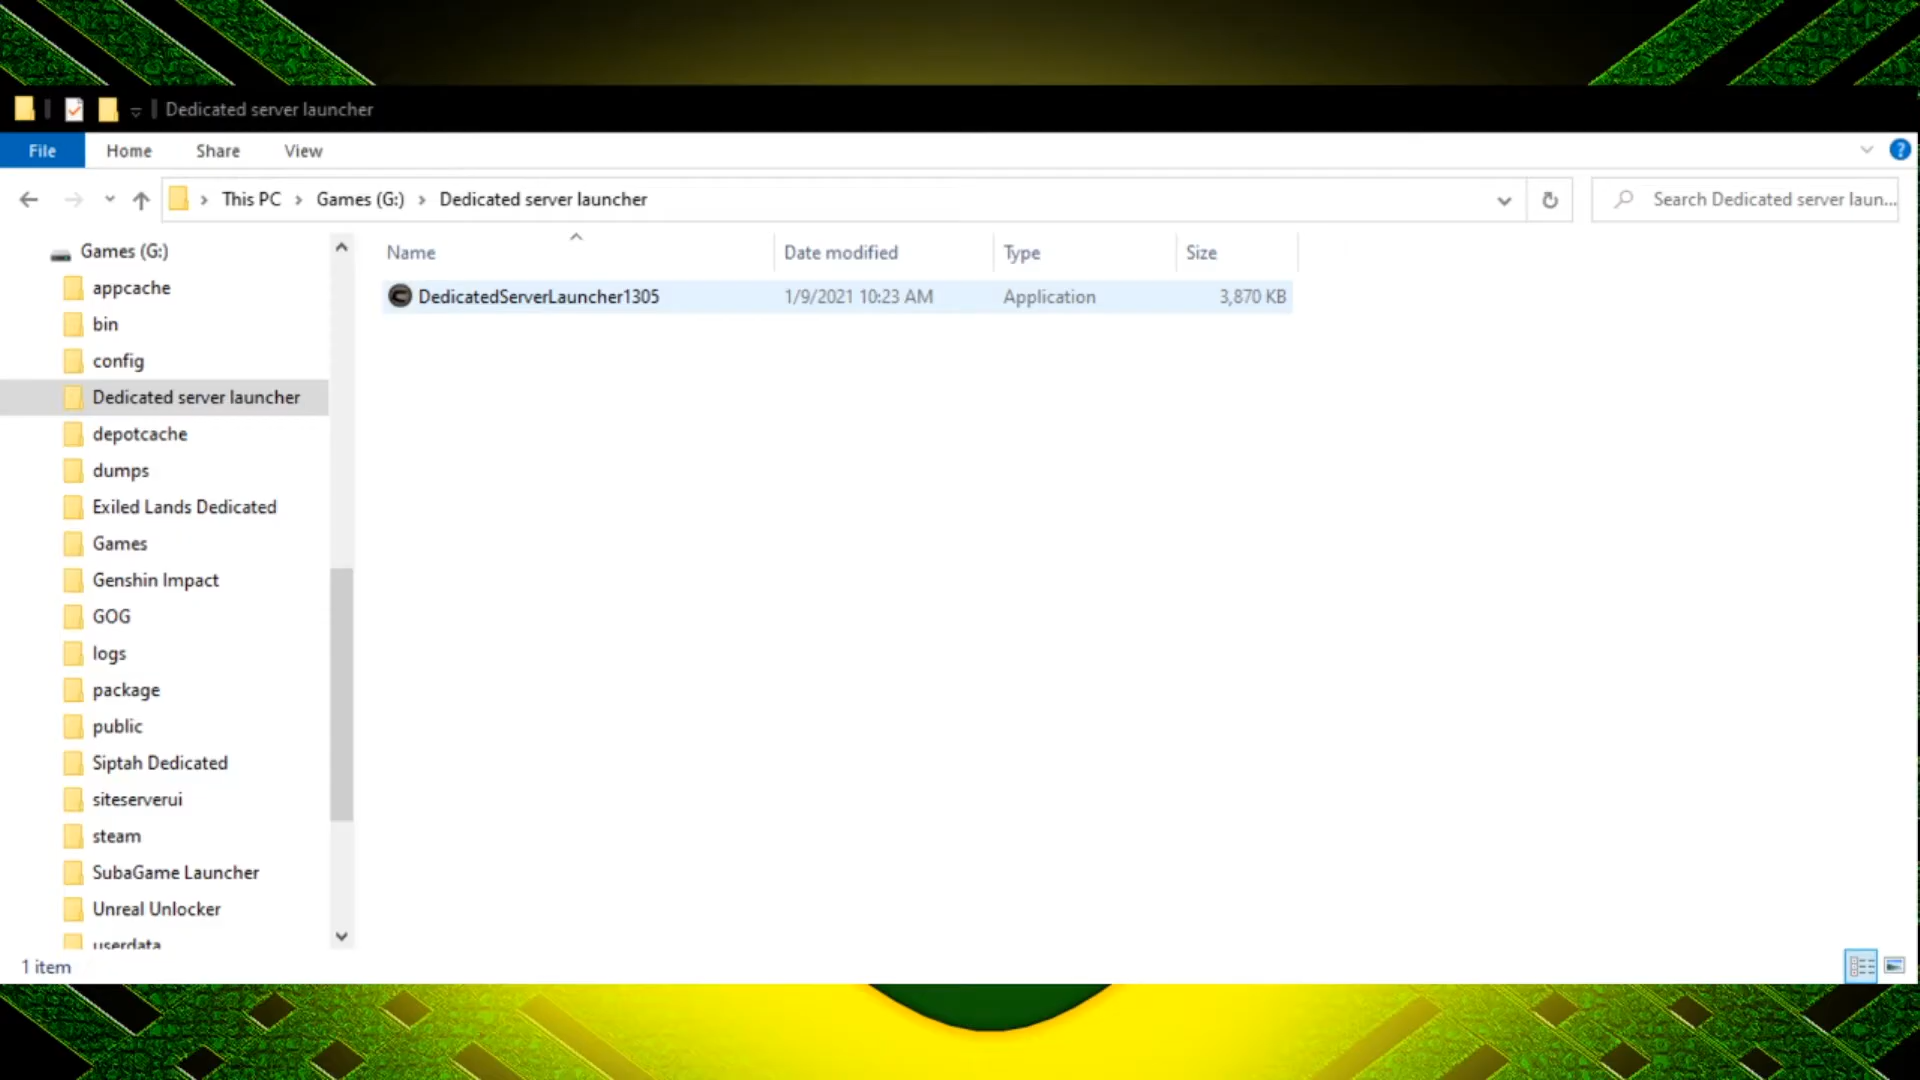 Dedicated server launcher
File Home Share View
This PC > Games (G:) > Dedicated server launcher
Search Dedicated server laun...
Games (G:)
appcache
bin
config
Dedicated server launcher
depotcache
dumps
Exiled Lands Dedicated
Games
Genshin Impact
GOG
logs
package
public
Siptah Dedicated
siteserverui
steam
SubaGame Launcher
Unreal Unlocker
userdata
Name Date modified Type Size
DedicatedServerLauncher1305 1/9/2021 10:23 AM Application 3,870 KB
1 item